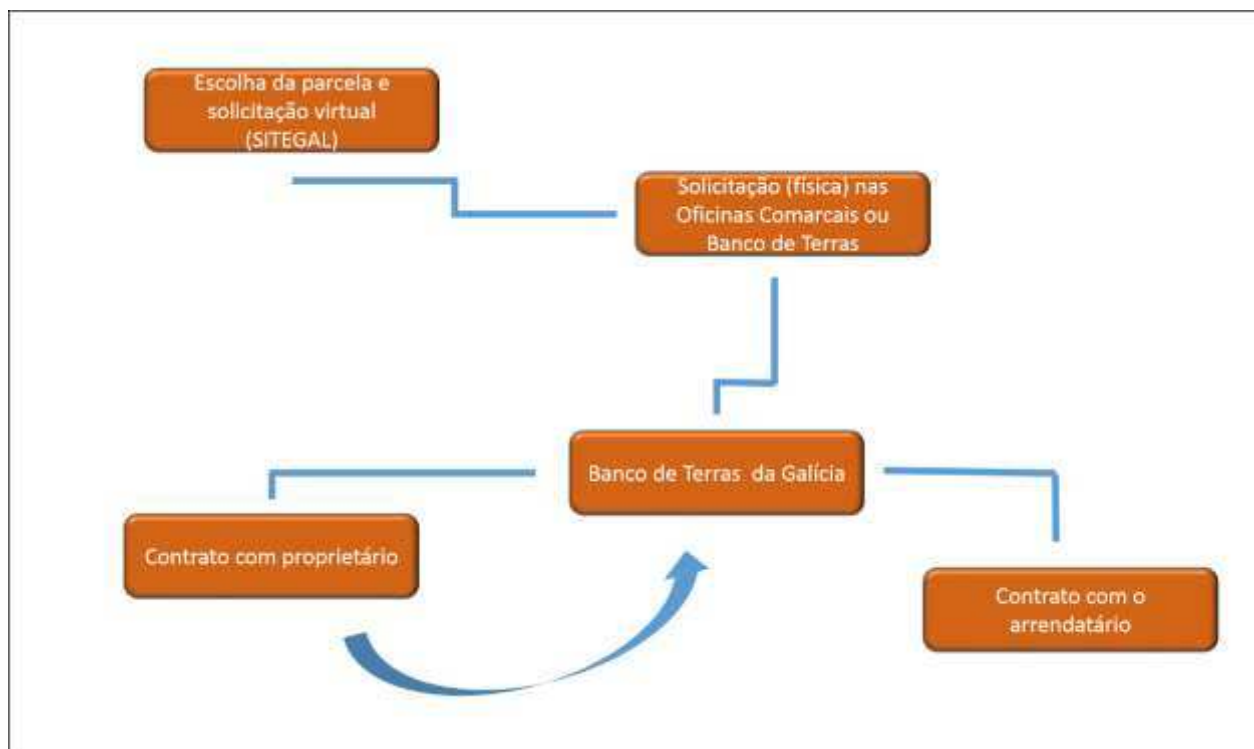 Escolha da parcela e
solicitação virtual
(SITEGAL)
Solicitação (física) nas
Oficinas Comarcais ou
Banco de Terras
Banco de Terras da Galícia
Contrato com proprietário
Contrato com o
arrendatário